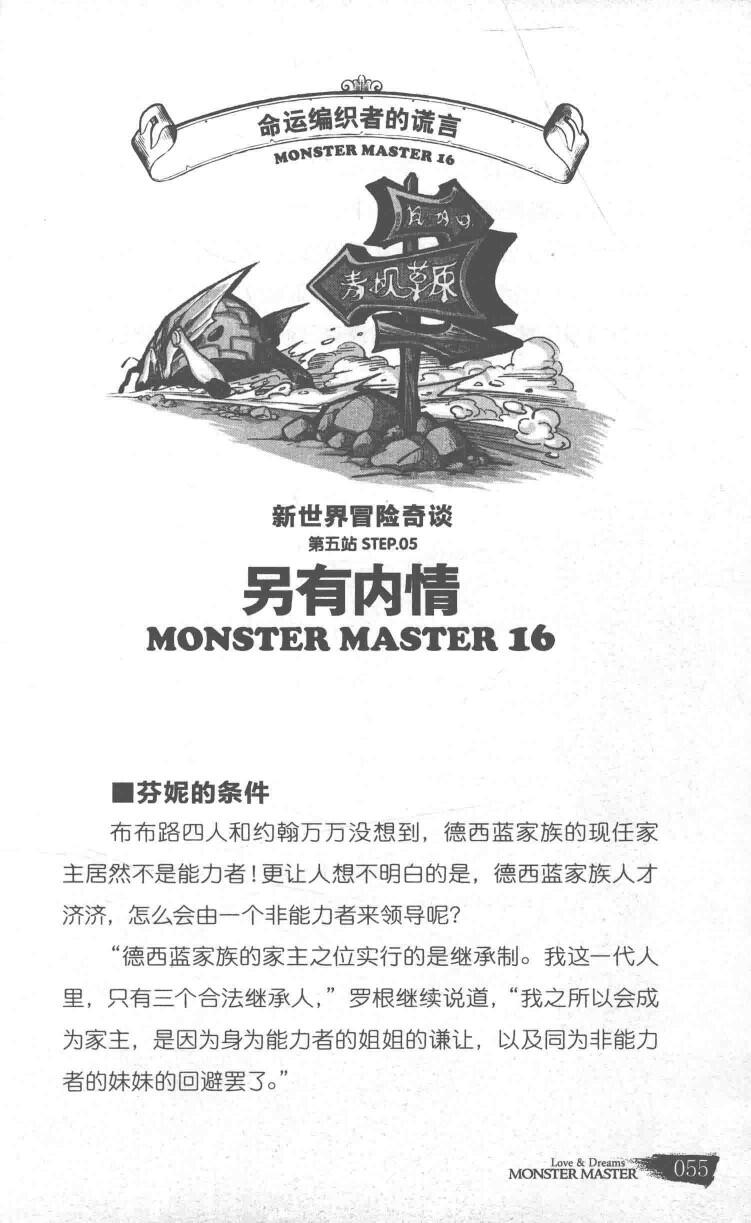 命运编织者的谎言
MONSTER MASTER 16
青坝草原
新世界冒险奇谈
第五站 STEP.05
另有内情
MONSTER MASTER 16
■芬妮的条件
布布路四人和约翰万万没想到，德西蓝家族的现任家
主居然不是能力者！更让人想不明白的是，德西蓝家族人才
济济，怎么会由一个非能力者来领导呢？
“德西蓝家族的家主之位实行的是继承制。我这一代人
里，只有三个合法继承人，”罗根继续说道，“我之所以会成
为家主，是因为身为能力者的姐姐的谦让，以及同为非能力
者的妹妹的回避罢了。”
Love & Dreams
MONSTER MASTER
055